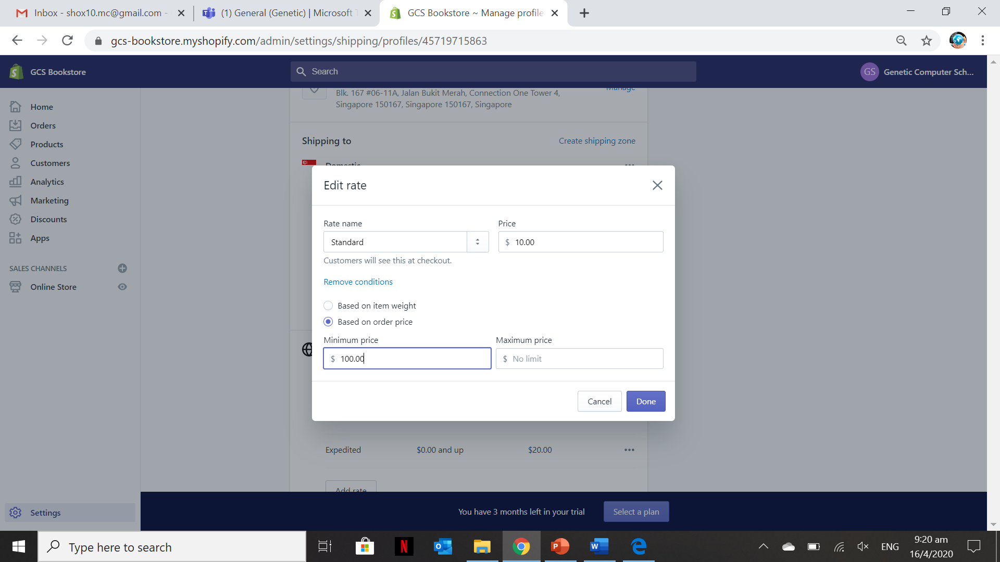 Inbox - shox10.mc@gmail.com -
(1) General (Genetic) | Microsoft T
GCS Bookstore ~ Manage profile
gcs-bookstore.myshopify.com/admin/settings/shipping/profiles/45719715863
GCS Bookstore
Search
GS Genetic Computer Sch...
Manage
Blk. 167 #06-11A, Jalan Bukit Merah, Connection One Tower 4,
Singapore 150167, Singapore 150167, Singapore
Home
Orders
Products
Customers
Analytics
Marketing
Discounts
Apps
SALES CHANNELS
Online Store
Settings
Shipping to
Create shipping zone
Domestic
Edit rate
Rate name
Price
Standard
$ 10.00
Customers will see this at checkout.
Remove conditions
Based on item weight
Based on order price
Minimum price
Maximum price
$ 100.00
$ No limit
Cancel
Done
Expedited $0.00 and up $20.00
Add rate
You have 3 months left in your trial
Select a plan
Type here to search
ENG
9:20 am
16/4/2020